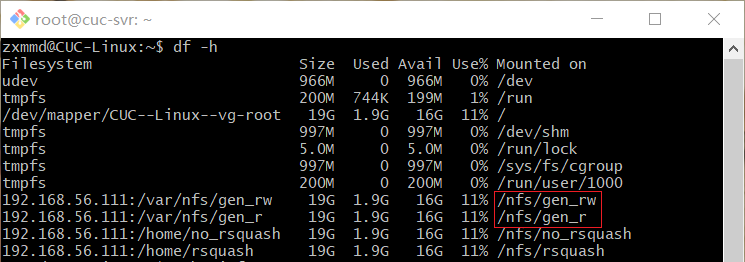 root@cuc-svr: ~
zxmmd@CUC-Linux:~$ df -h
Filesystem Size Used Avail Use% Mounted on
udev 966M 0 966M 0% /dev
tmpfs 200M 744K 199M 1% /run
/dev/mapper/CUC--Linux--vg-root 19G 1.9G 16G 11% /
tmpfs 997M 0 997M 0% /dev/shm
tmpfs 5.0M 0 5.0M 0% /run/lock
tmpfs 997M 0 997M 0% /sys/fs/cgroup
tmpfs 200M 0 200M 0% /run/user/1000
192.168.56.111:/var/nfs/gen_rw 19G 1.9G 16G 11% /nfs/gen_rw
192.168.56.111:/var/nfs/gen_r 19G 1.9G 16G 11% /nfs/gen_r
192.168.56.111:/home/no_rsquash 19G 1.9G 16G 11% /nfs/no_rsquash
192.168.56.111:/home/rsquash 19G 1.9G 16G 11% /nfs/rsquash